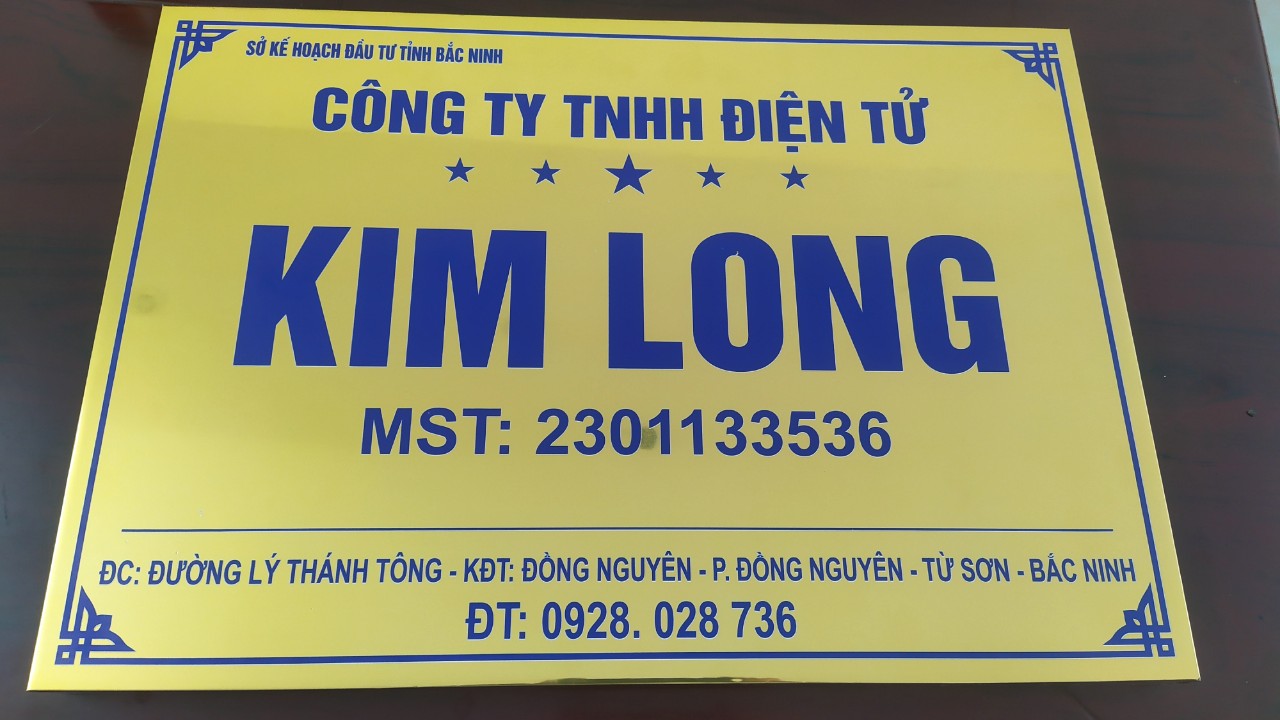 SỞ KẾ HOẠCH ĐẦU TƯ TỈNH BẮC NINH
CÔNG TY TNHH ĐIỆN TỬ
KIM LONG
MST: 2301133536
ĐC: ĐƯỜNG LÝ THÁNH TÔNG - KĐT: ĐỒNG NGUYÊN - P. ĐỒNG NGUYÊN - TỪ SƠN - BẮC NINH
ĐT: 0928. 028 736